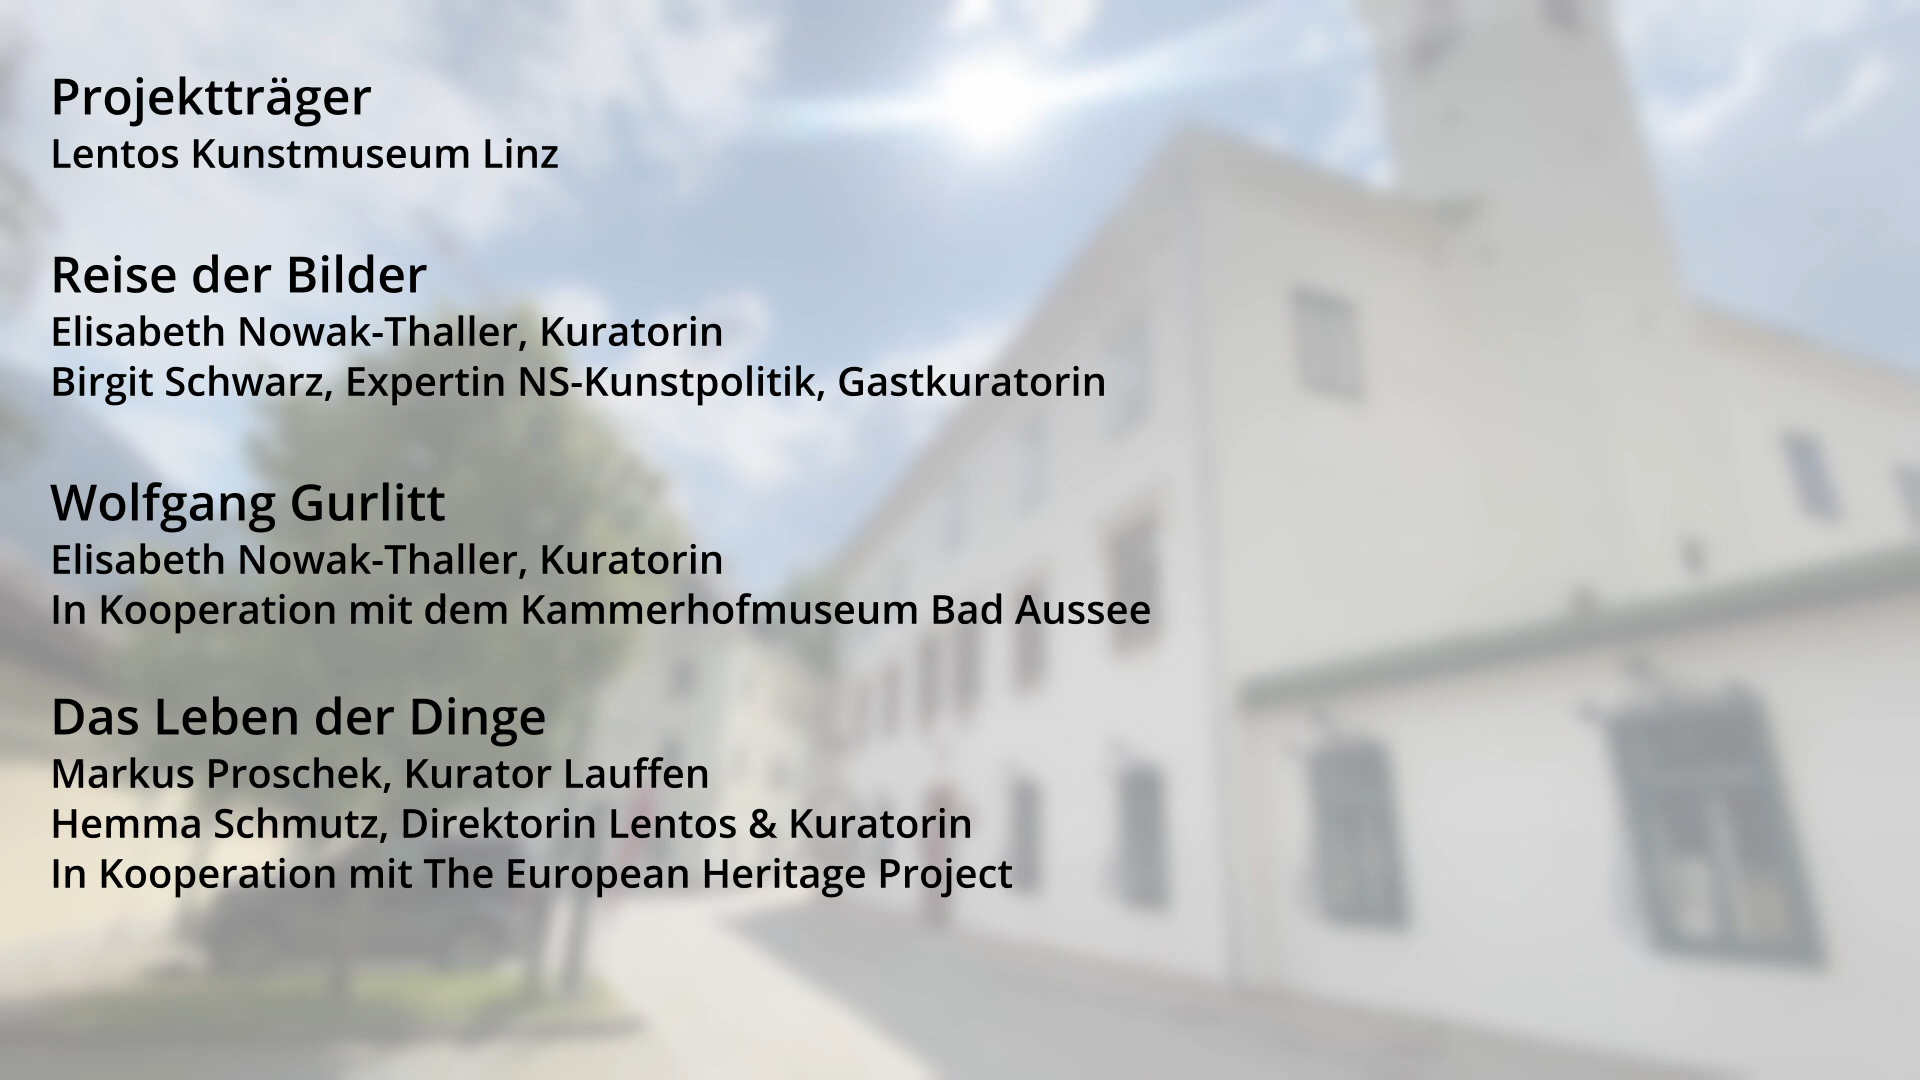 Projektträger
Lentos Kunstmuseum Linz
Reise der Bilder
Elisabeth Nowak-Thaller, Kuratorin
Birgit Schwarz, Expertin NS-Kunstpolitik, Gastkuratorin
Wolfgang Gurlitt
Elisabeth Nowak-Thaller, Kuratorin
In Kooperation mit dem Kammerhofmuseum Bad Aussee
Das Leben der Dinge
Markus Proschek, Kurator Lauffen
Hemma Schmutz, Direktorin Lentos & Kuratorin
In Kooperation mit The European Heritage Project